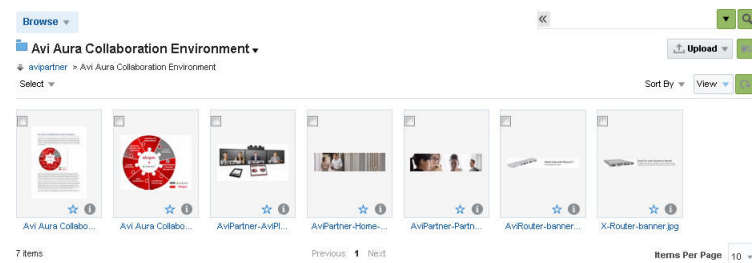 Browse
«
Avi Aura Collaboration Environment
Upload
avipartner > Avi Aura Collaboration Environment
Select
Sort By
View
Avi Aura Collabo...
Avi Aura Collabo...
AviPartner-AviPl...
AviPartner-Home-...
AviPartner-Partn...
AviRouter-banner...
X-Router-banner.jpg
7 items
Previous 1 Next
Items Per Page 10